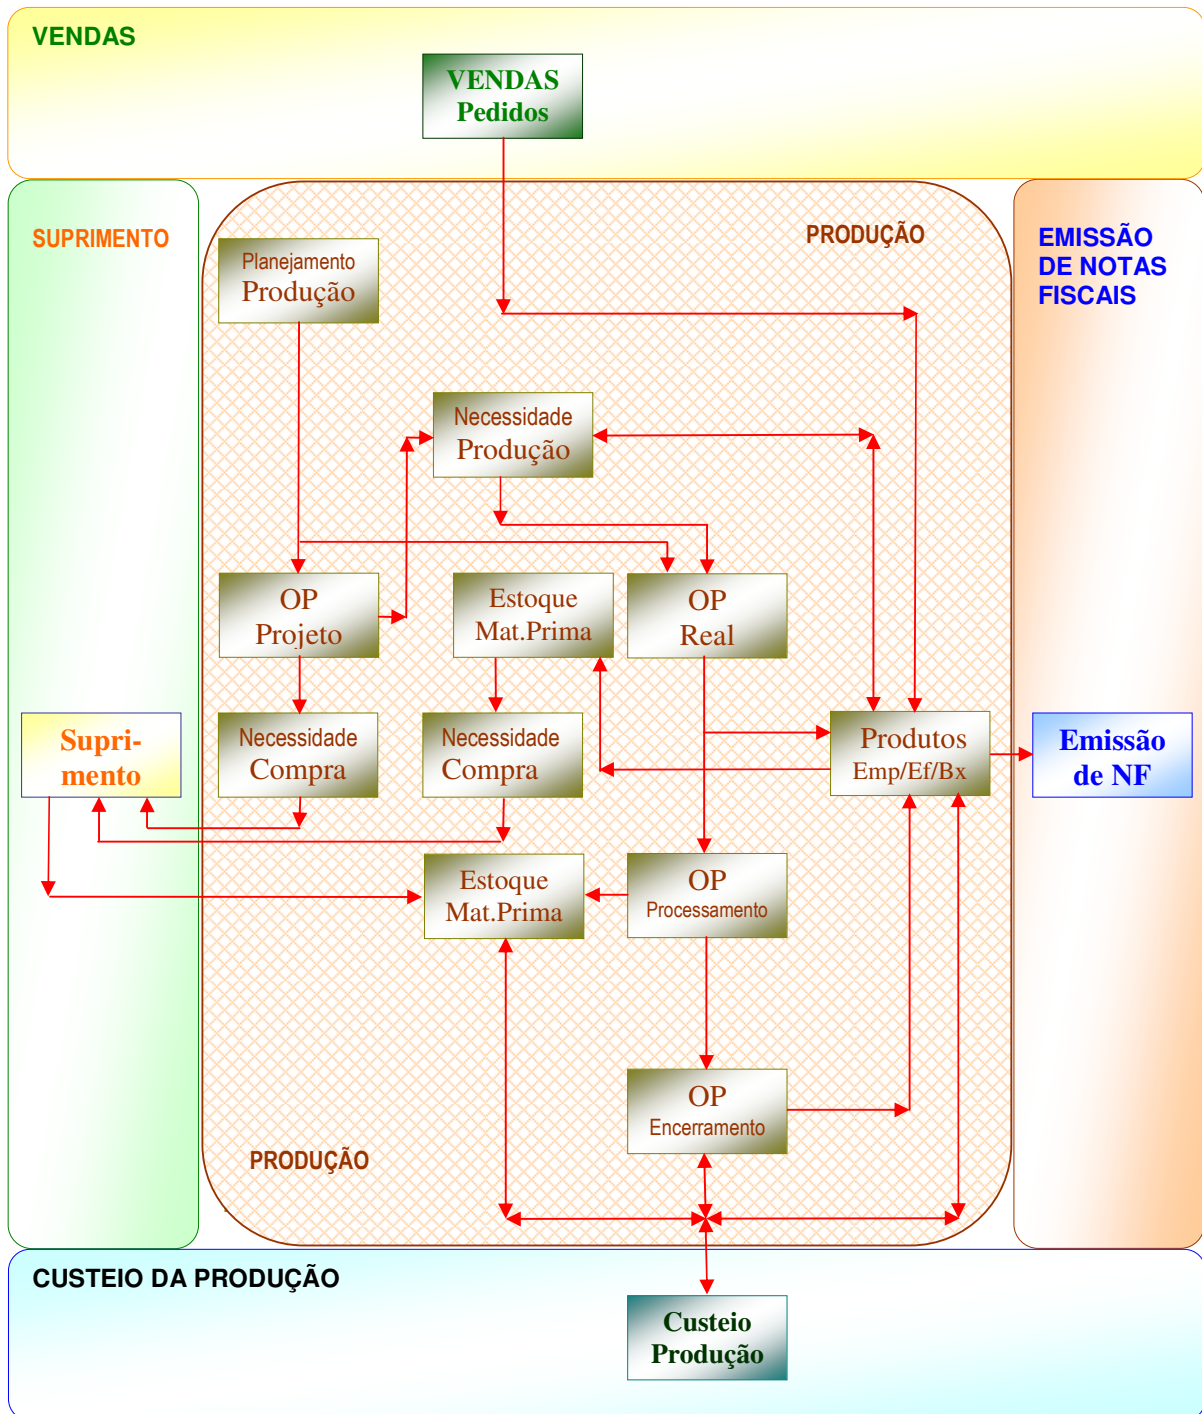 VENDAS
VENDAS
Pedidos
SUPRIMENTO
PRODUÇÃO
EMISSÃO
DE NOTAS
FISCAIS
Planejamento
Produção
Necessidade
Produção
OP
Projeto
Estoque
Mat.Prima
OP
Real
Supri-
mento
Necessidade
Compra
Necessidade
Compra
Produtos
Emp/Ef/Bx
Emissão
de NF
Estoque
Mat.Prima
OP
Processamento
OP
Encerramento
PRODUÇÃO
CUSTEIO DA PRODUÇÃO
Custeio
Produção